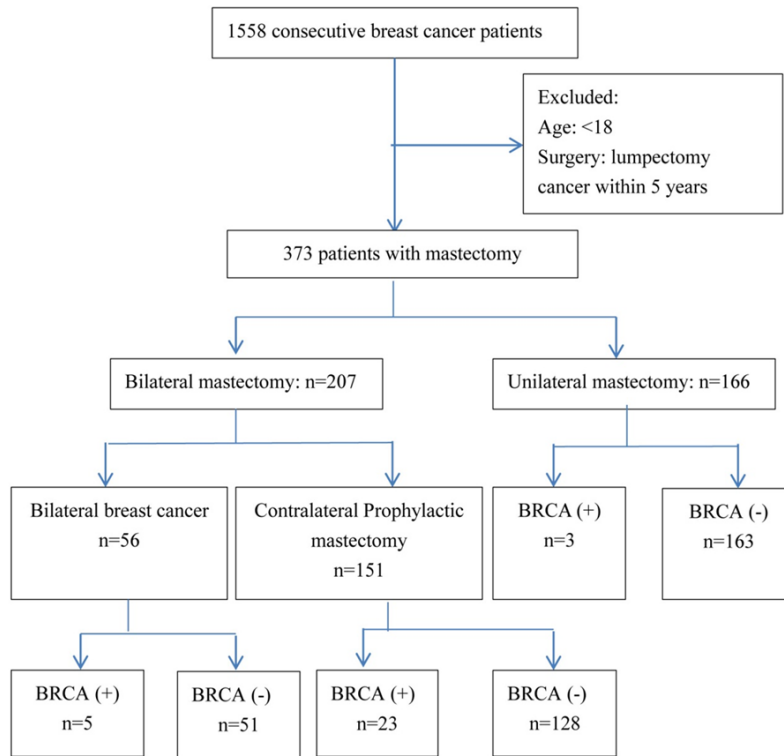 1558 consecutive breast cancer patients
Excluded:
Age: <18
Surgery: lumpectomy
cancer within 5 years
373 patients with mastectomy
Bilateral mastectomy: n=207
Unilateral mastectomy: n=166
Bilateral breast cancer
n=56
Contralateral Prophylactic
mastectomy
n=151
BRCA (+)
n=3
BRCA (-)
n=163
BRCA (+)
n=5
BRCA (-)
n=51
BRCA (+)
n=23
BRCA (-)
n=128